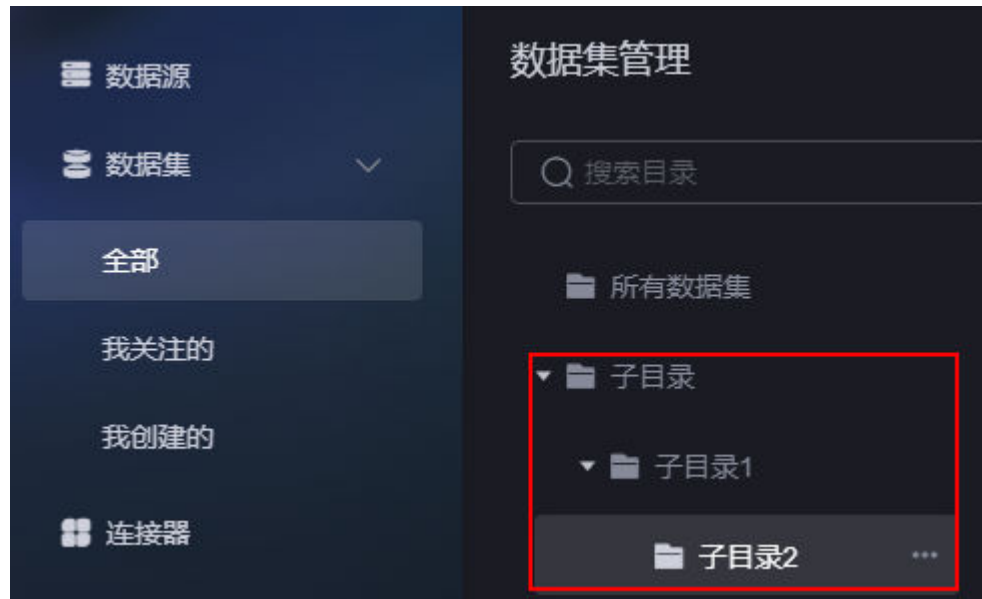 数据源
数据集
全部
我关注的
我创建的
连接器
数据集管理
搜索目录
所有数据集
子目录
子目录1
子目录2